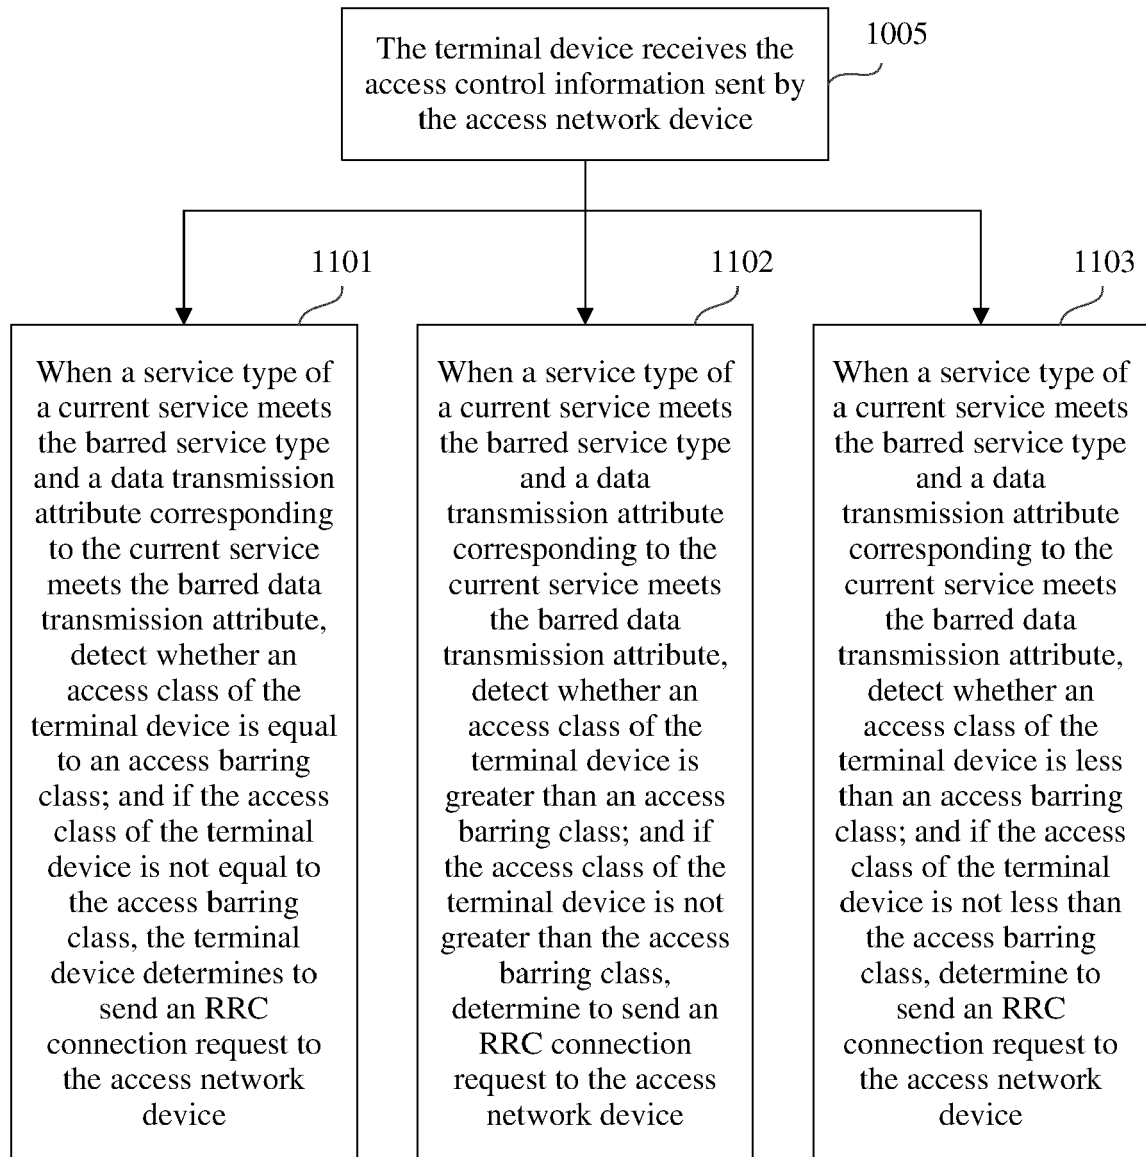 The terminal device receives the
access control information sent by
the access network device
1005
1101
When a service type of
a current service meets
the barred service type
and a data transmission
attribute corresponding
to the current service
meets the barred data
transmission attribute,
detect whether an
access class of the
terminal device is equal
to an access barring
class; and if the access
class of the terminal
device is not equal to
the access barring
class, the terminal
device determines to
send an RRC
connection request to
the access network
device
1102
When a service type of
a current service meets
the barred service type
and a data
transmission attribute
corresponding to the
current service meets
the barred data
transmission attribute,
detect whether an
access class of the
terminal device is
greater than an access
barring class; and if
the access class of the
terminal device is not
greater than the access
barring class,
determine to send an
RRC connection
request to the access
network device
1103
When a service type of
a current service meets
the barred service type
and a data
transmission attribute
corresponding to the
current service meets
the barred data
transmission attribute,
detect whether an
access class of the
terminal device is less
than an access barring
class; and if the access
class of the terminal
device is not less than
the access barring
class, determine to
send an RRC
connection request to
the access network
device